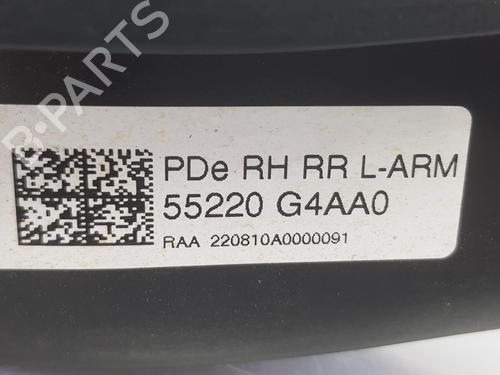 B-PARTS
PDe RH RR L-ARM
55220 G4AA0
RAA 220810A0000091